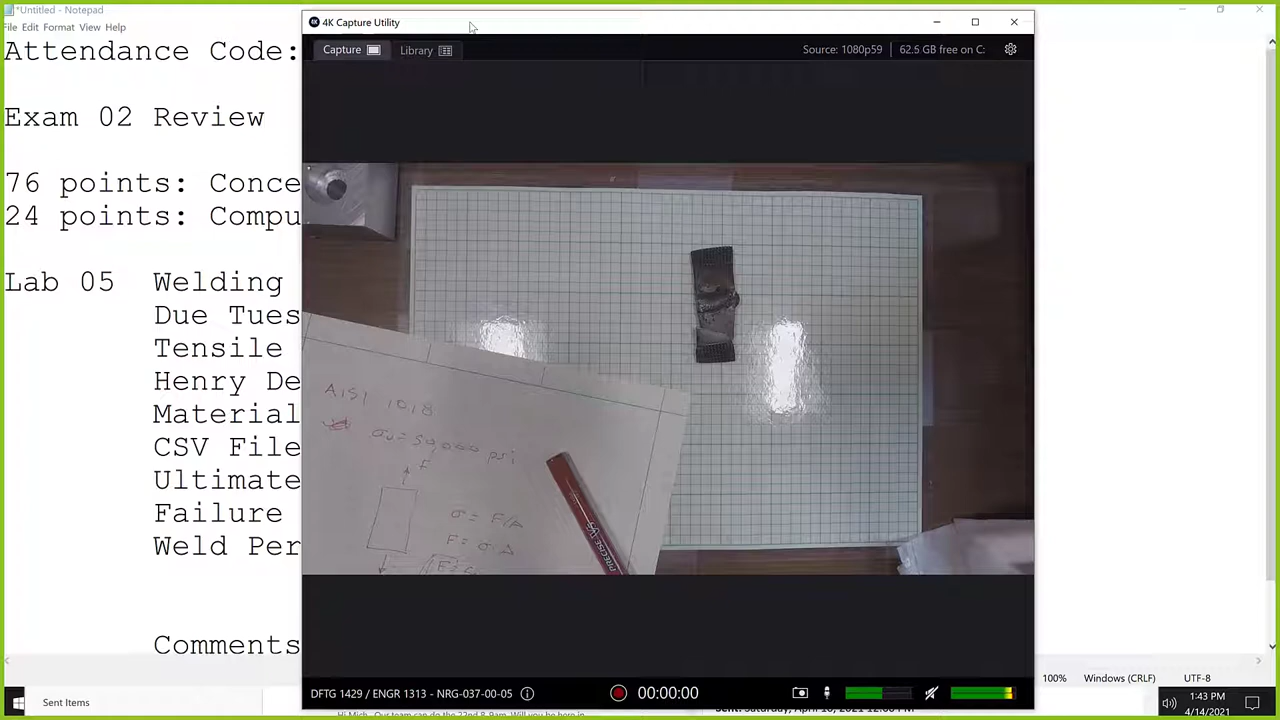 *Untitled - Notepad
File Edit Format View Help
Attendance Code:
Exam 02 Review
76 points: Conce
24 points: Compu
Lab 05 Welding
Due Tues
Tensile
Henry De
Material
CSV File
Ultimate
Failure
Weld Per
Comments
4K Capture Utility
Capture
Library
Source: 1080p59
62.5 GB free on C:
AISI 1018
σu=50,000 psi
F
σ= F/A
F= σ A
PRECISE V5
DFTG 1429 / ENGR 1313 - NRG-037-00-05
00:00:00
100%
Windows (CRLF)
UTF-8
Sent Items
1:43 PM
4/14/2021